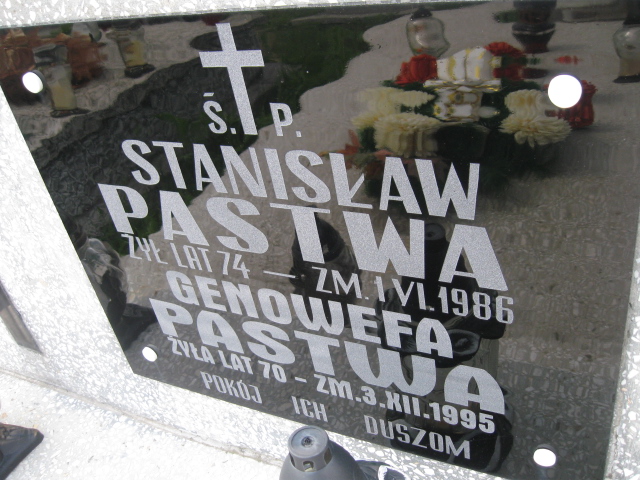 Ś. P.
STANISŁAW
PASTWA
ŻYŁ LAT 74 — ZM. 1 VI. 1986
GENOWEFA
PASTWA
ŻYŁA LAT 70 - ZM. 3. XII. 1995
POKÓJ ICH DUSZOM